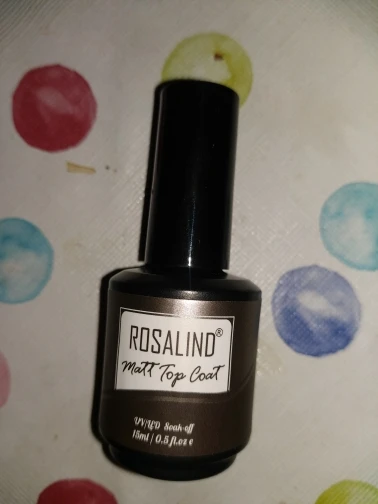 ROSALIND®
Matt Top Coat
UV/LED Soak-off
15ml / 0.5 fl.oz e